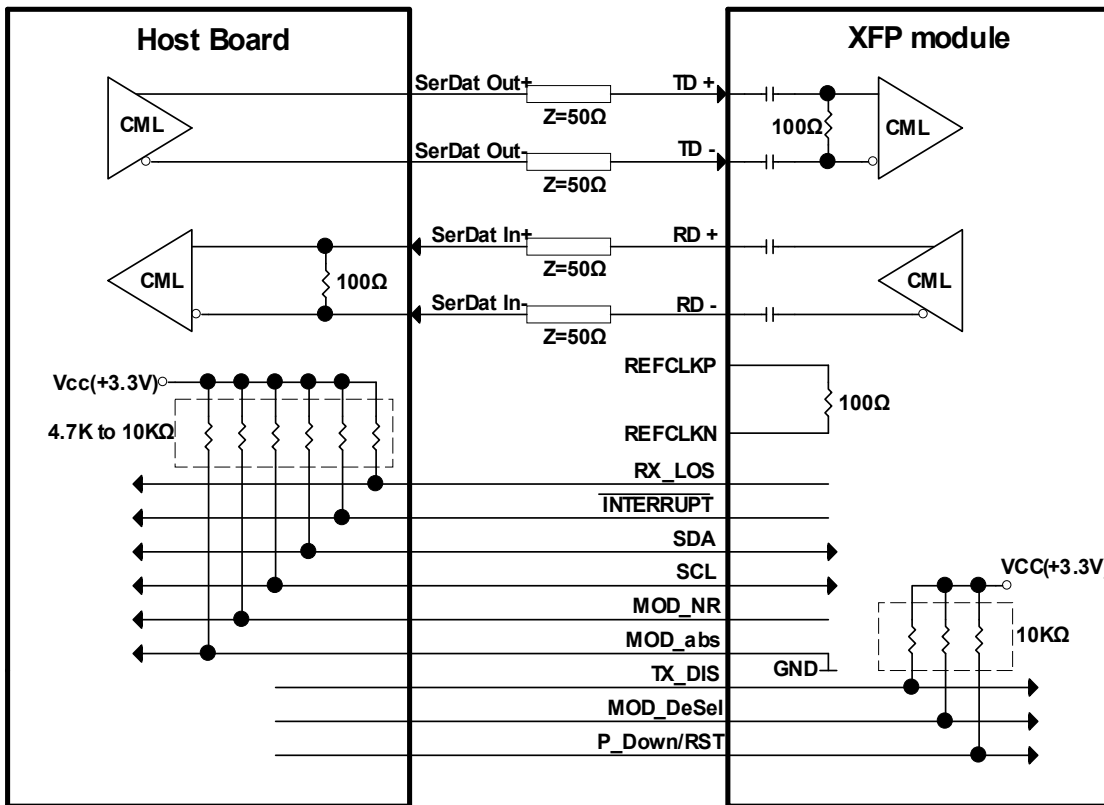 Host Board
XFP module
CML
SerDat Out+
Z=50Ω
TD +
100Ω
CML
SerDat Out-
Z=50Ω
TD -
CML
100Ω
SerDat In+
Z=50Ω
RD +
CML
SerDat In-
Z=50Ω
RD -
Vcc(+3.3V)
4.7K to 10KΩ
REFCLKP
100Ω
REFCLKN
RX_LOS
INTERRUPT
SDA
SCL
VCC(+3.3V)
MOD_NR
10KΩ
MOD_abs
GND
TX_DIS
MOD_DeSel
P_Down/RST